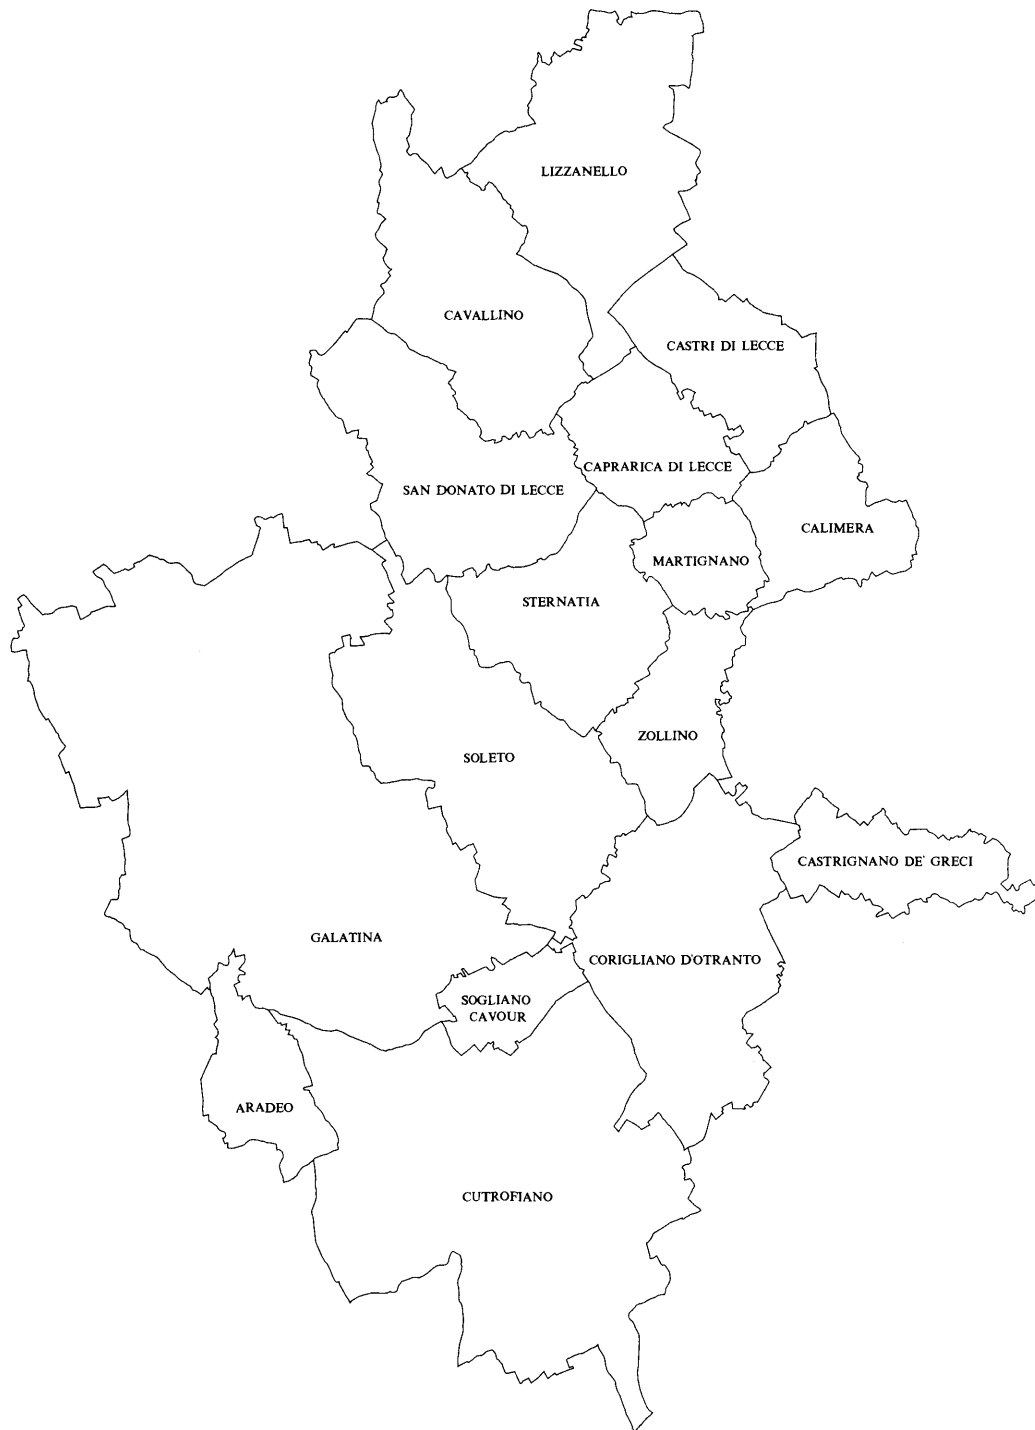 LIZZANELLO
CAVALLINO
CASTRI DI LECCE
CAPRARICA DI LECCE
SAN DONATO DI LECCE
CALIMERA
MARTIGNANO
STERNATIA
ZOLLINO
SOLETO
CASTRIGNANO DE' GRECI
GALATINA
CORIGLIANO D'OTRANTO
SOGLIANO
CAVOUR
ARADEO
CUTROFIANO